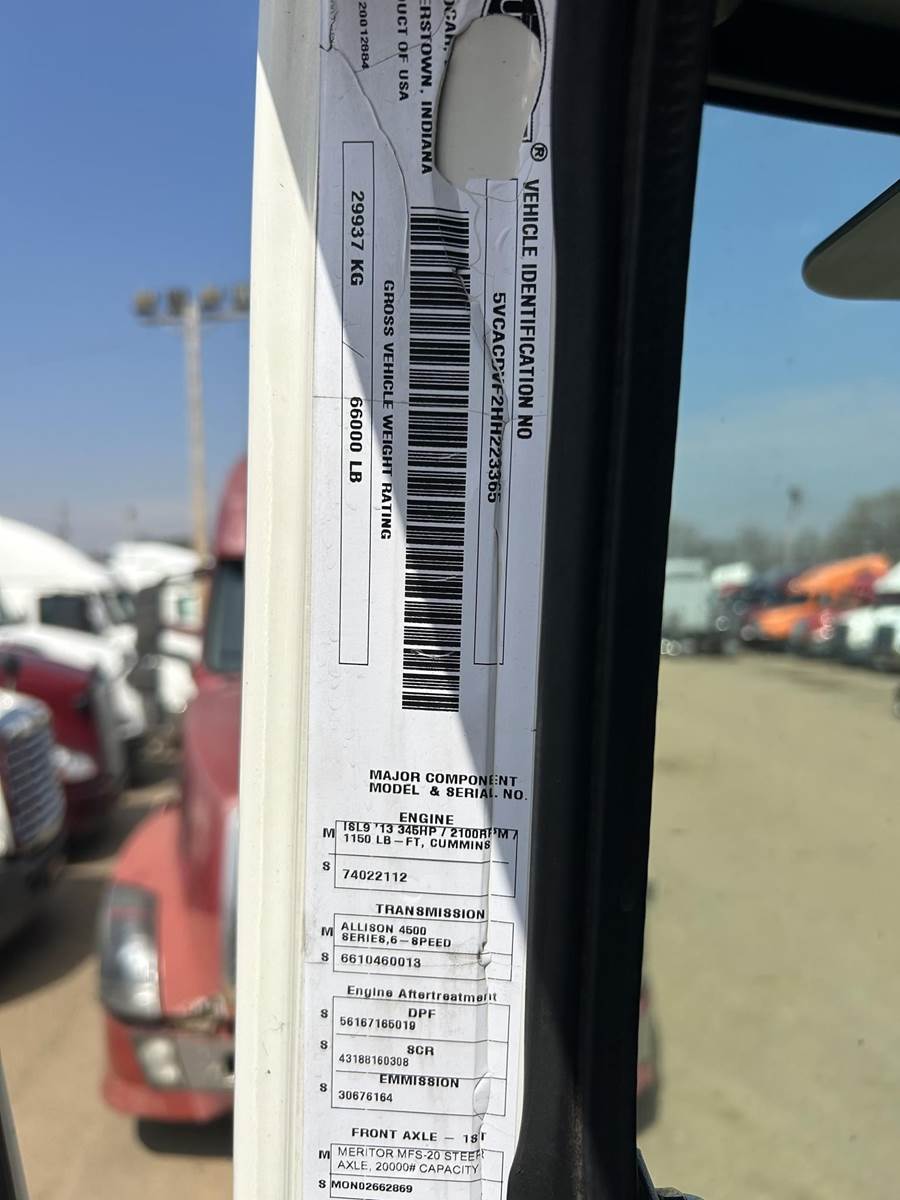 OCAR,
ERSTOWN, INDIANA
UCT OF USA
20012884
®
VEHICLE IDENTIFICATION NO
5VCACDVF2HH223365
GROSS VEHICLE WEIGHT RATING
29937 KG
66000 LB
MAJOR COMPONENT
MODEL & SERIAL NO.
ENGINE
M ISL9 '13 345HP / 2100RPM /
1150 LB-FT, CUMMINS
S 74022112
TRANSMISSION
M ALLISON 4500
SERIES,6-SPEED
S 6610460013
Engine Aftertreatment
DPF
S 56167165019
SCR
S 43188160308
EMMISSION
S 30676164
FRONT AXLE - 1ST
M MERITOR MFS-20 STEER
AXLE, 20000# CAPACITY
S MON02662869